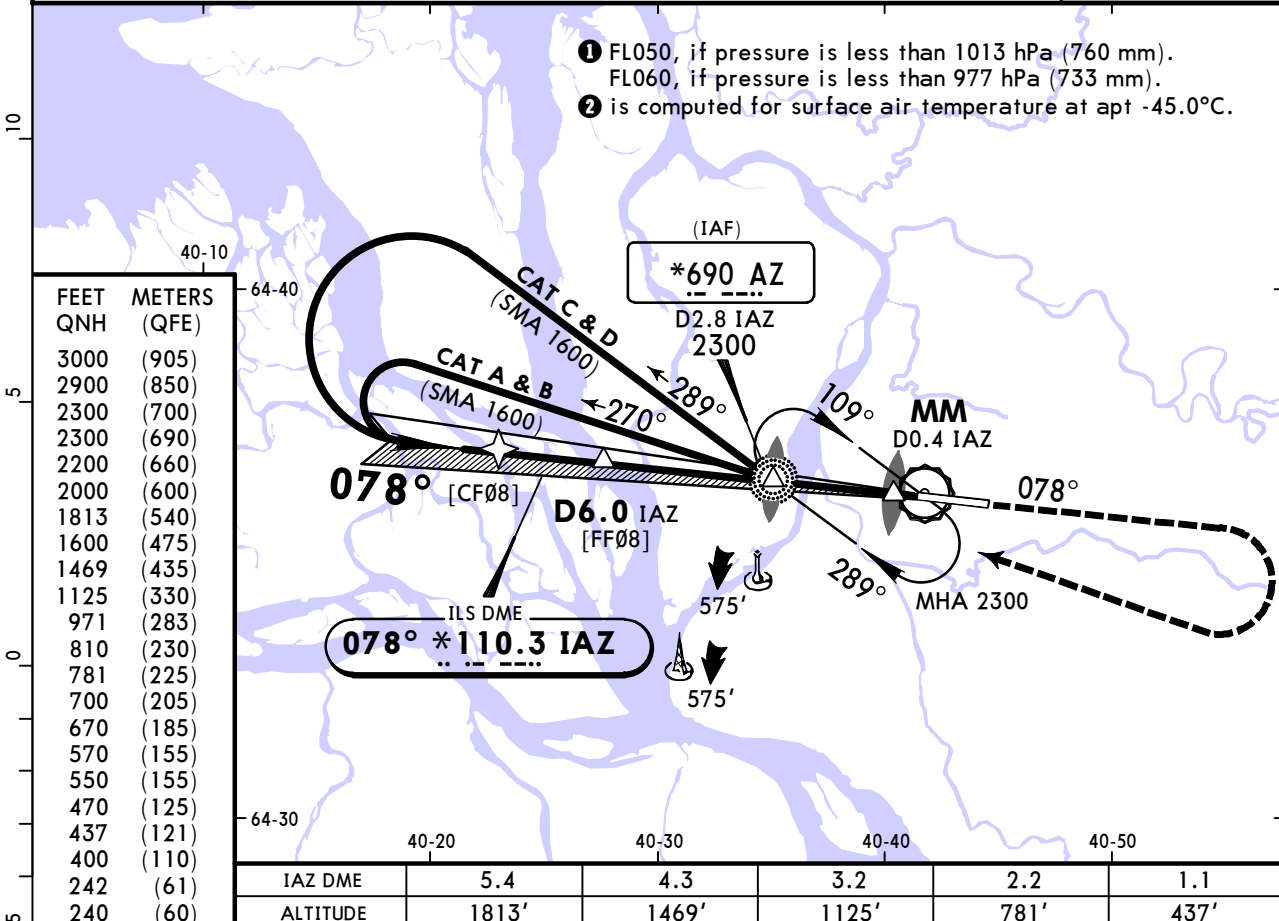 ❶ FL050, if pressure is less than 1013 hPa (760 mm).
FL060, if pressure is less than 977 hPa (733 mm).
❷ is computed for surface air temperature at apt -45.0°C.
10
5
0
5
40-10
64-40
FEET METERS
QNH (QFE)
3000 (905)
2900 (850)
2300 (700)
2300 (690)
2200 (660)
2000 (600)
1813 (540)
1600 (475)
1469 (435)
1125 (330)
971 (283)
810 (230)
781 (225)
700 (205)
670 (185)
570 (155)
550 (155)
470 (125)
437 (121)
400 (110)
242 (61)
240 (60)
(IAF)
*690 AZ
D2.8 IAZ
2300
CAT C & D
(SMA 1600)
289°
CAT A & B
(SMA 1600)
270°
109°
MM
D0.4 IAZ
078°
[CFØ8]
D6.0 IAZ
[FFØ8]
078°
289°
MHA 2300
575'
575'
ILS DME
078° *110.3 IAZ
64-30
40-20
40-30
40-40
40-50
IAZ DME 5.4 4.3 3.2 2.2 1.1
ALTITUDE 1813' 1469' 1125' 781' 437'